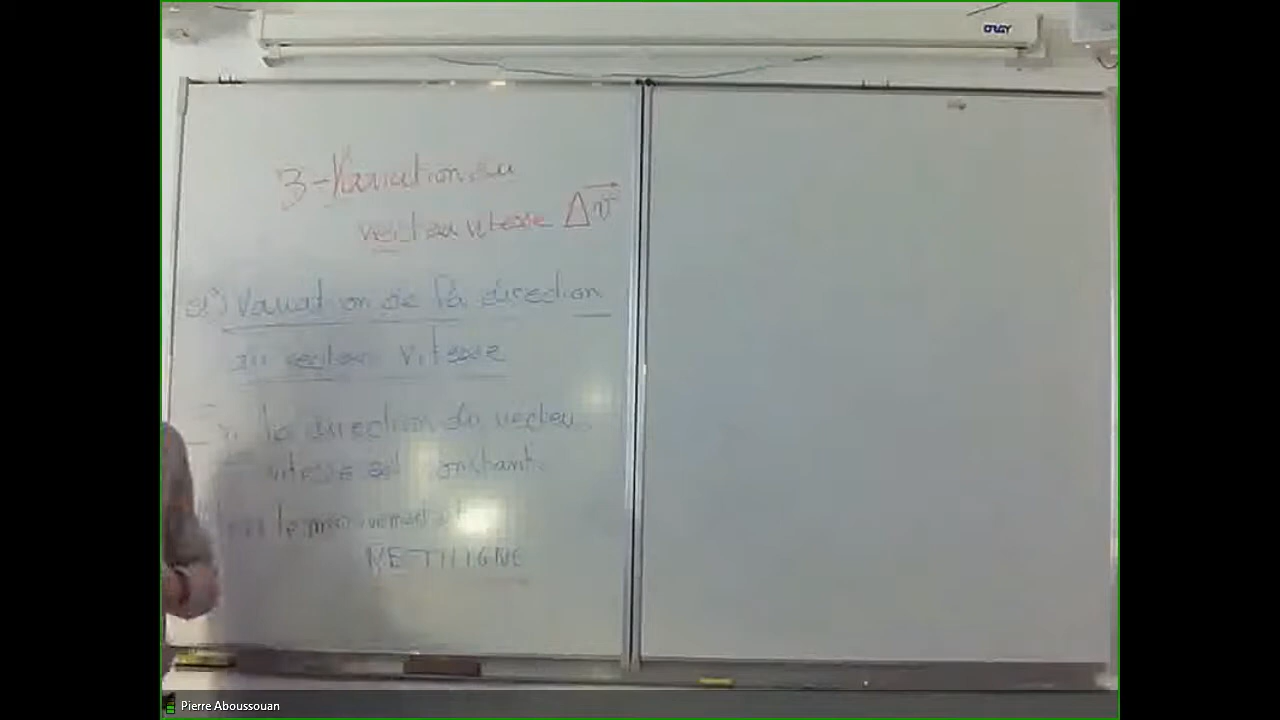 ORAY
3-Variation du
vecteur vitesse Δv⃗
a°) Variation de la direction
du vecteur vitesse
la direction du vecteur
vitesse est constante
le mouvement
RECTILIGNE
Pierre Aboussouan